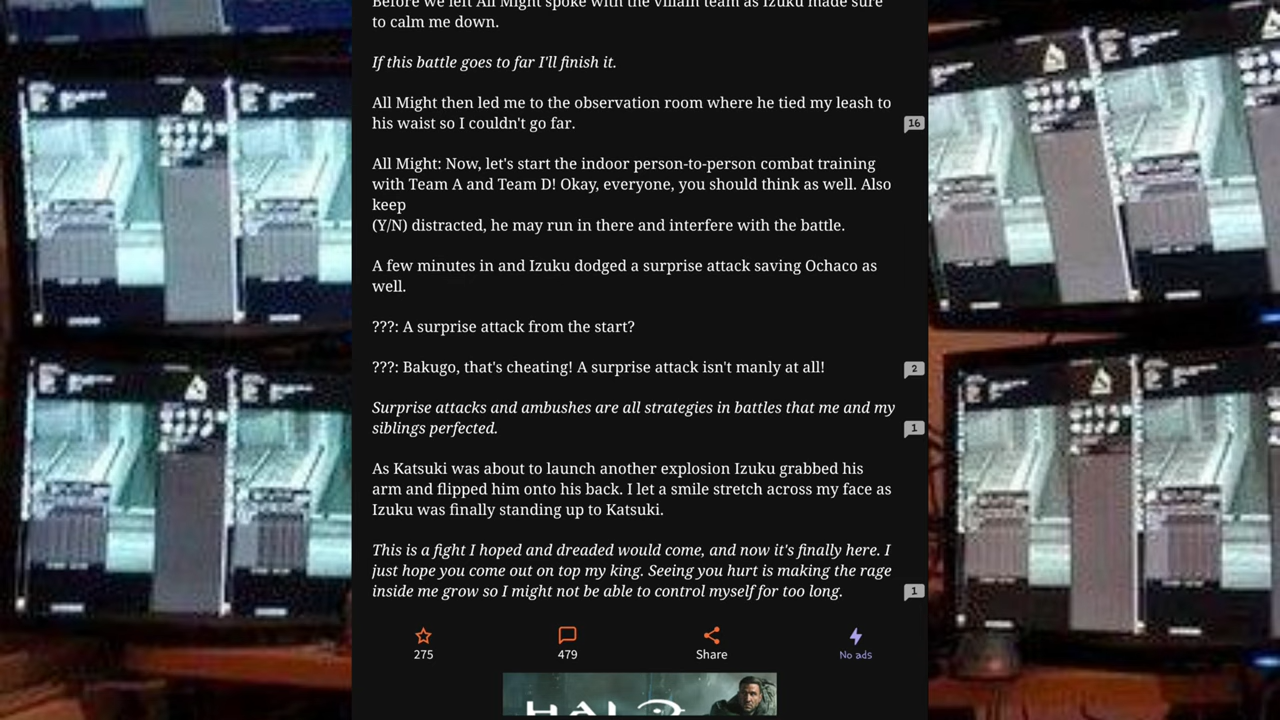 Before we left All Might spoke with the villain team as Izuku made sure
to calm me down.
If this battle goes to far I'll finish it.
All Might then led me to the observation room where he tied my leash to
his waist so I couldn't go far.
16
All Might: Now, let's start the indoor person-to-person combat training
with Team A and Team D! Okay, everyone, you should think as well. Also
keep
(Y/N) distracted, he may run in there and interfere with the battle.
A few minutes in and Izuku dodged a surprise attack saving Ochaco as
well.
???: A surprise attack from the start?
???: Bakugo, that's cheating! A surprise attack isn't manly at all!
2
Surprise attacks and ambushes are all strategies in battles that me and my
siblings perfected.
1
As Katsuki was about to launch another explosion Izuku grabbed his
arm and flipped him onto his back. I let a smile stretch across my face as
Izuku was finally standing up to Katsuki.
This is a fight I hoped and dreaded would come, and now it's finally here. I
just hope you come out on top my king. Seeing you hurt is making the rage
inside me grow so I might not be able to control myself for too long.
1
275
479
Share
No ads
HALO